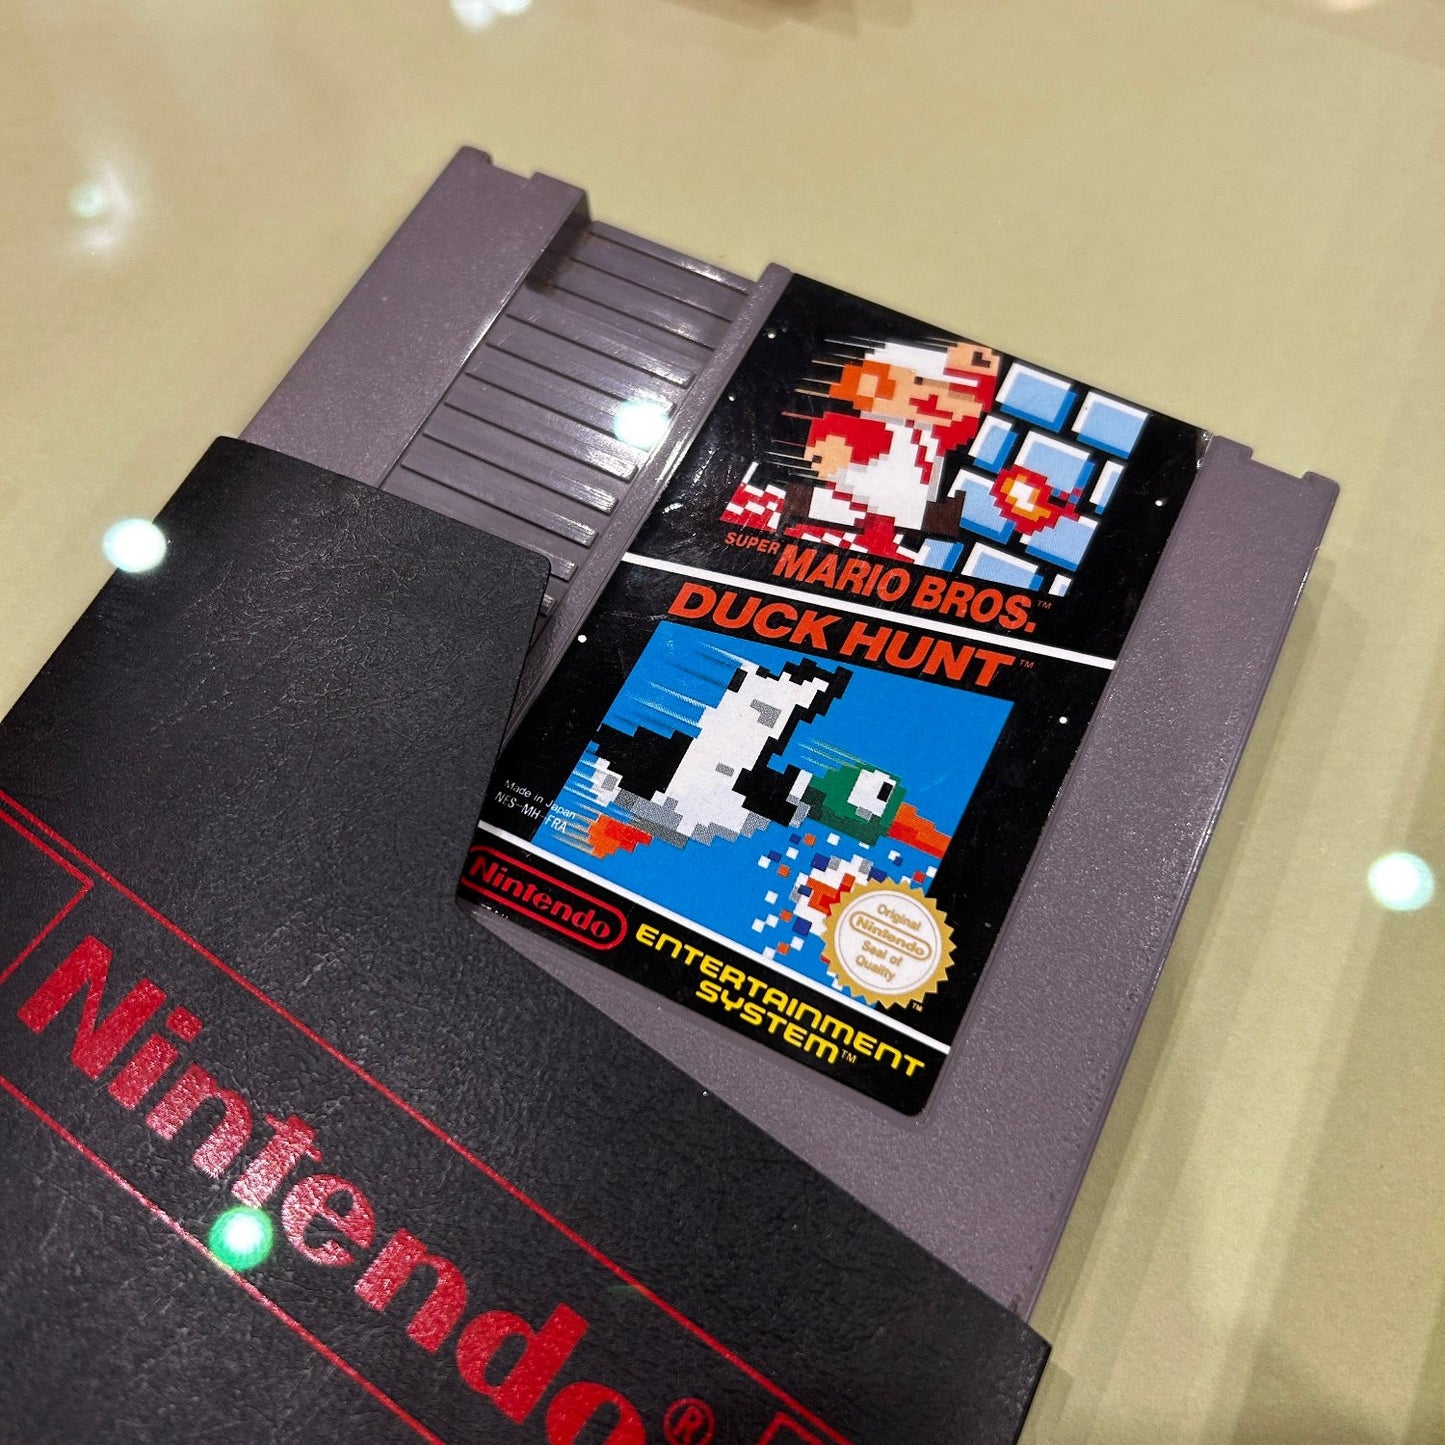 SUPER
MARIO BROS.™
DUCK HUNT™
Made in Japan
NES-MH-FRA
Nintendo
ENTERTAINMENT
SYSTEM™
Original
Nintendo
Seal of
Quality
TM
Nintendo®